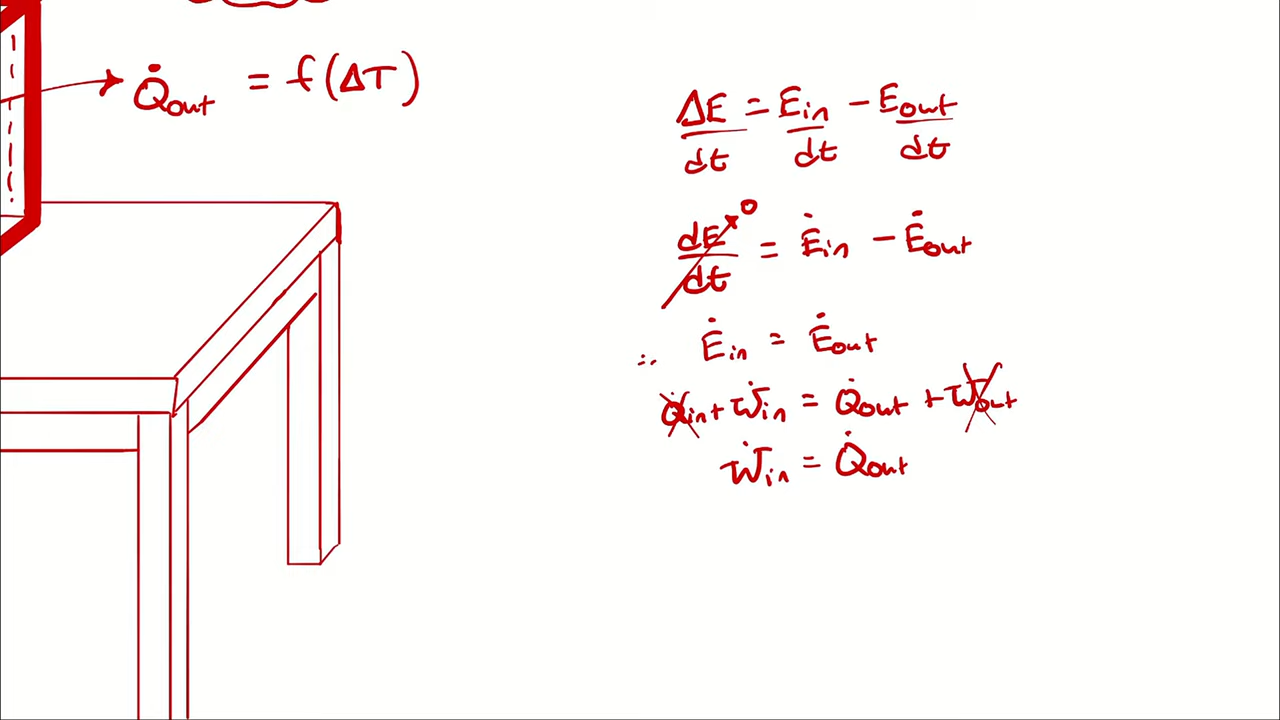 Q̇out = f(ΔT)
ΔE/dt = Ein/dt − Eout/dt
dE/dt → 0 = Ėin − Ėout
∴ Ėin = Ėout
Q̇in + Ẇin = Q̇out + Ẇout
Ẇin = Q̇out